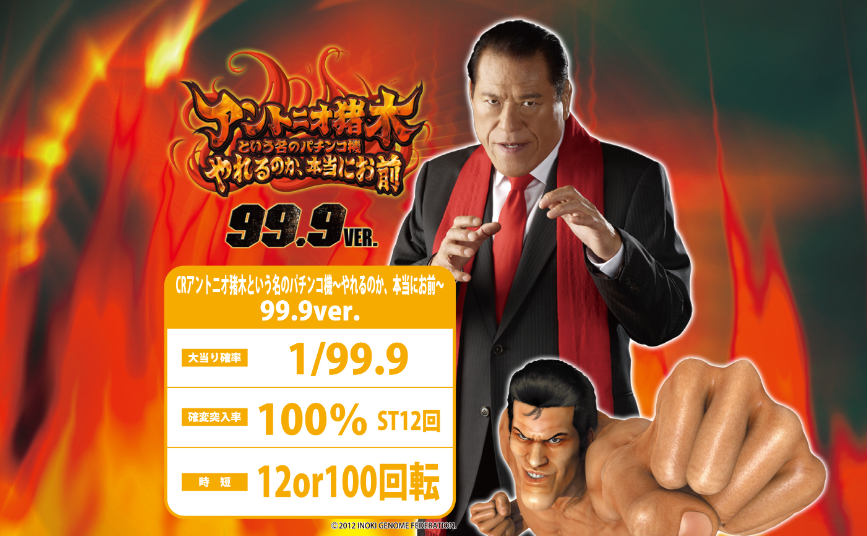 アントニオ猪木
という名のパチンコ機
やれるのか、本当にお前
99.9 VER.
CRアントニオ猪木という名のパチンコ機～やれるのか、本当にお前～
99.9ver.
大当り確率 1/99.9
確変突入率 100% ST12回
時短 12or100回転
© 2012 INOKI GENOME FEDERATION.